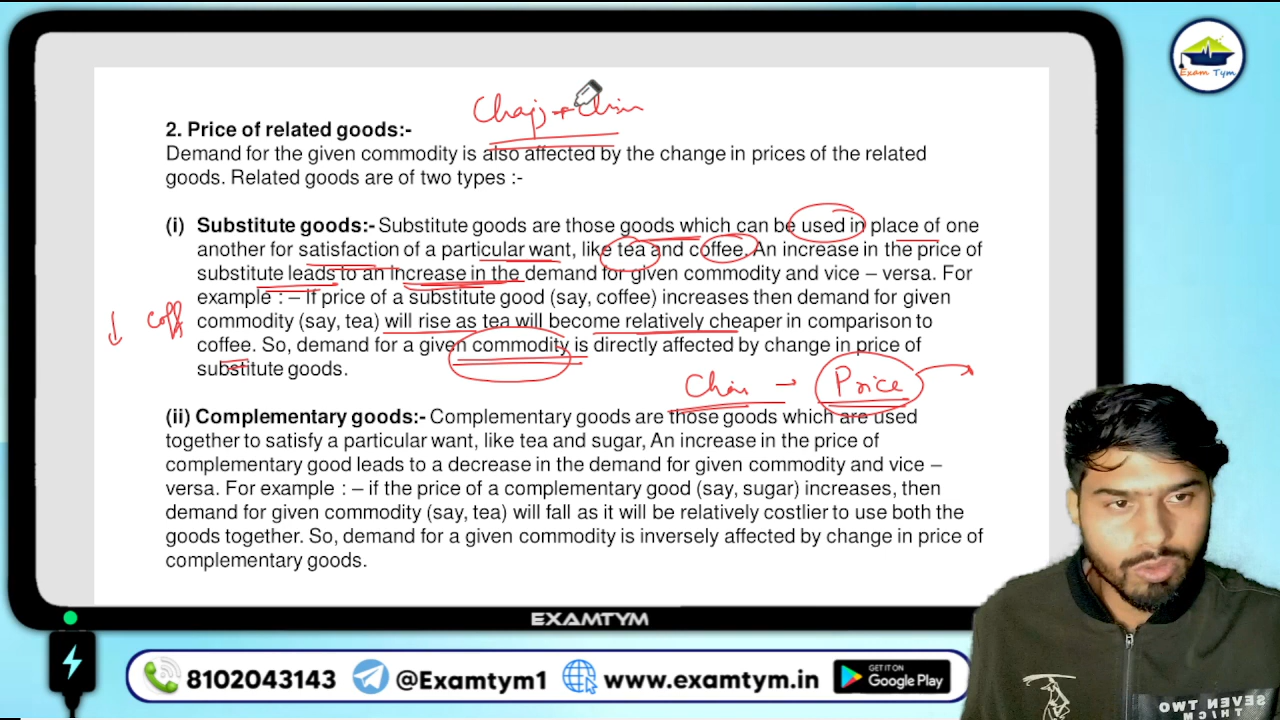 Exam Tym
2. Price of related goods:-
Demand for the given commodity is also affected by the change in prices of the related
goods. Related goods are of two types :-
(i) Substitute goods:- Substitute goods are those goods which can be used in place of one
another for satisfaction of a particular want, like tea and coffee. An increase in the price of
substitute leads to an increase in the demand for given commodity and vice – versa. For
example : – If price of a substitute good (say, coffee) increases then demand for given
commodity (say, tea) will rise as tea will become relatively cheaper in comparison to
coffee. So, demand for a given commodity is directly affected by change in price of
substitute goods.
Price
(ii) Complementary goods:- Complementary goods are those goods which are used
together to satisfy a particular want, like tea and sugar, An increase in the price of
complementary good leads to a decrease in the demand for given commodity and vice –
versa. For example : – if the price of a complementary good (say, sugar) increases, then
demand for given commodity (say, tea) will fall as it will be relatively costlier to use both the
goods together. So, demand for a given commodity is inversely affected by change in price of
complementary goods.
EXAMTYM
8102043143 @Examtym1 www.examtym.in GET IT ON Google Play
SEVEN TWO